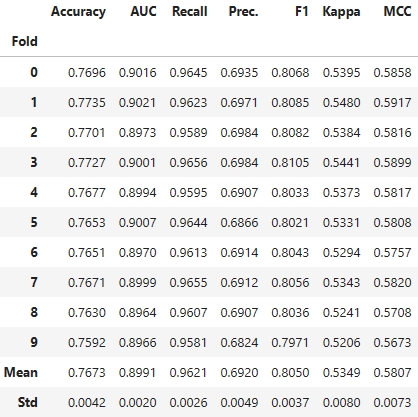 Accuracy AUC Recall Prec. F1 Kappa MCC
Fold
0 0.7696 0.9016 0.9645 0.6935 0.8068 0.5395 0.5858
1 0.7735 0.9021 0.9623 0.6971 0.8085 0.5480 0.5917
2 0.7701 0.8973 0.9589 0.6984 0.8082 0.5384 0.5816
3 0.7727 0.9001 0.9656 0.6984 0.8105 0.5441 0.5899
4 0.7677 0.8994 0.9595 0.6907 0.8033 0.5373 0.5817
5 0.7653 0.9007 0.9644 0.6866 0.8021 0.5331 0.5808
6 0.7651 0.8970 0.9613 0.6914 0.8043 0.5294 0.5757
7 0.7671 0.8999 0.9655 0.6912 0.8056 0.5343 0.5820
8 0.7630 0.8964 0.9607 0.6907 0.8036 0.5241 0.5708
9 0.7592 0.8966 0.9581 0.6824 0.7971 0.5206 0.5673
Mean 0.7673 0.8991 0.9621 0.6920 0.8050 0.5349 0.5807
Std 0.0042 0.0020 0.0026 0.0049 0.0037 0.0080 0.0073